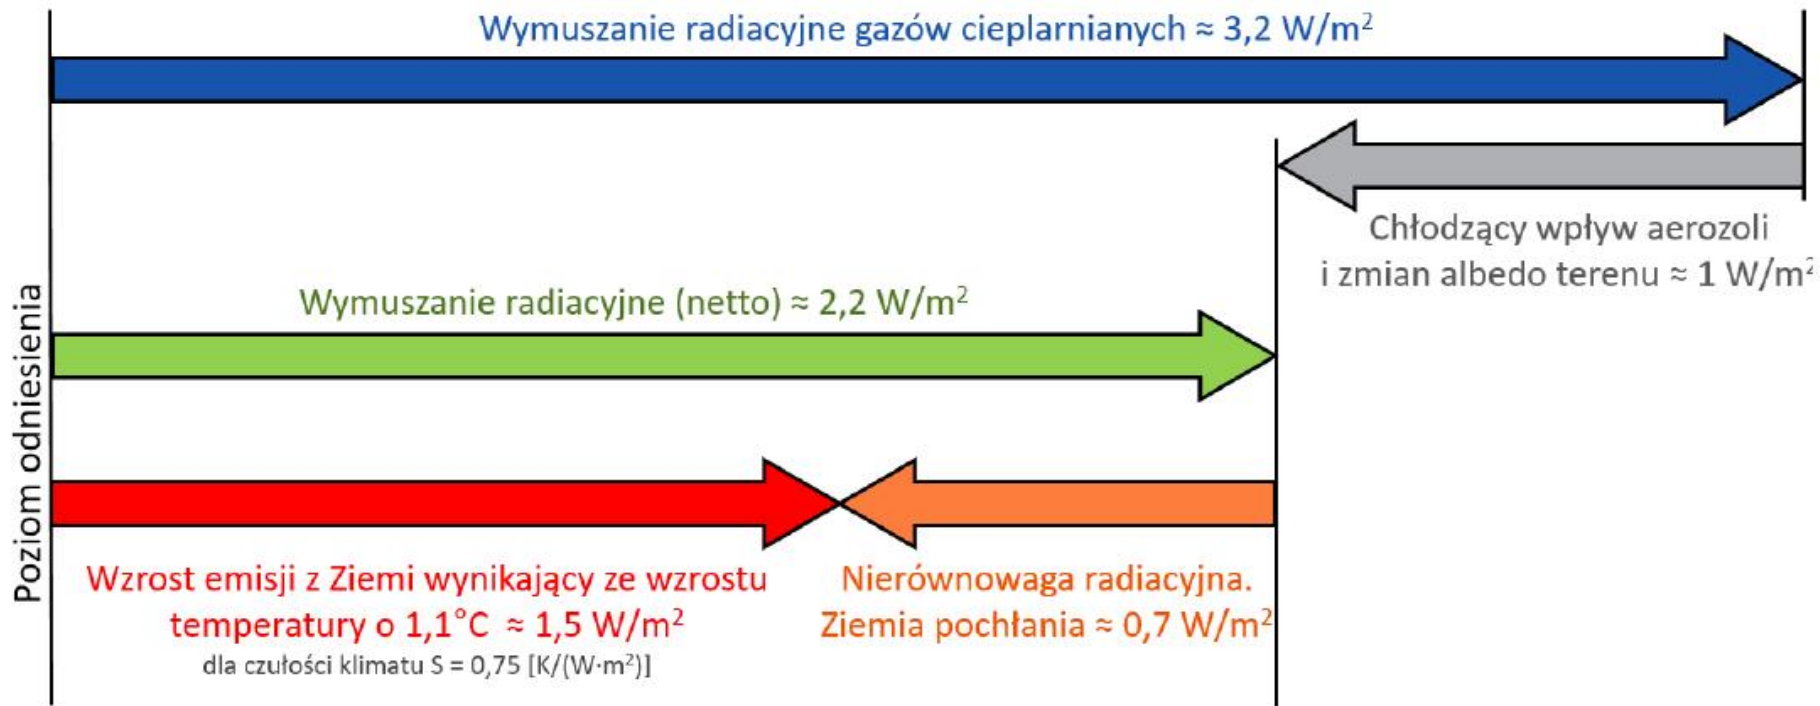 Wymuszanie radiacyjne gazów cieplarnianych ≈ 3,2 W/m²
Chłodzący wpływ aerozoli
i zmian albedo terenu ≈ 1 W/m²
Wymuszanie radiacyjne (netto) ≈ 2,2 W/m²
Poziom odniesienia
Wzrost emisji z Ziemi wynikający ze wzrostu
temperatury o 1,1°C ≈ 1,5 W/m²
dla czułości klimatu S = 0,75 [K/(W·m²)]
Nierównowaga radiacyjna.
Ziemia pochłania ≈ 0,7 W/m²